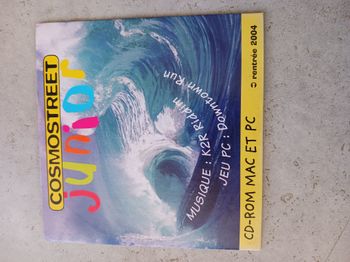 COSMOSTREET
junior
MUSIQUE : K2R Riddim
JEU PC : Downtown Run
CD-ROM MAC ET PC
rentrée 2004